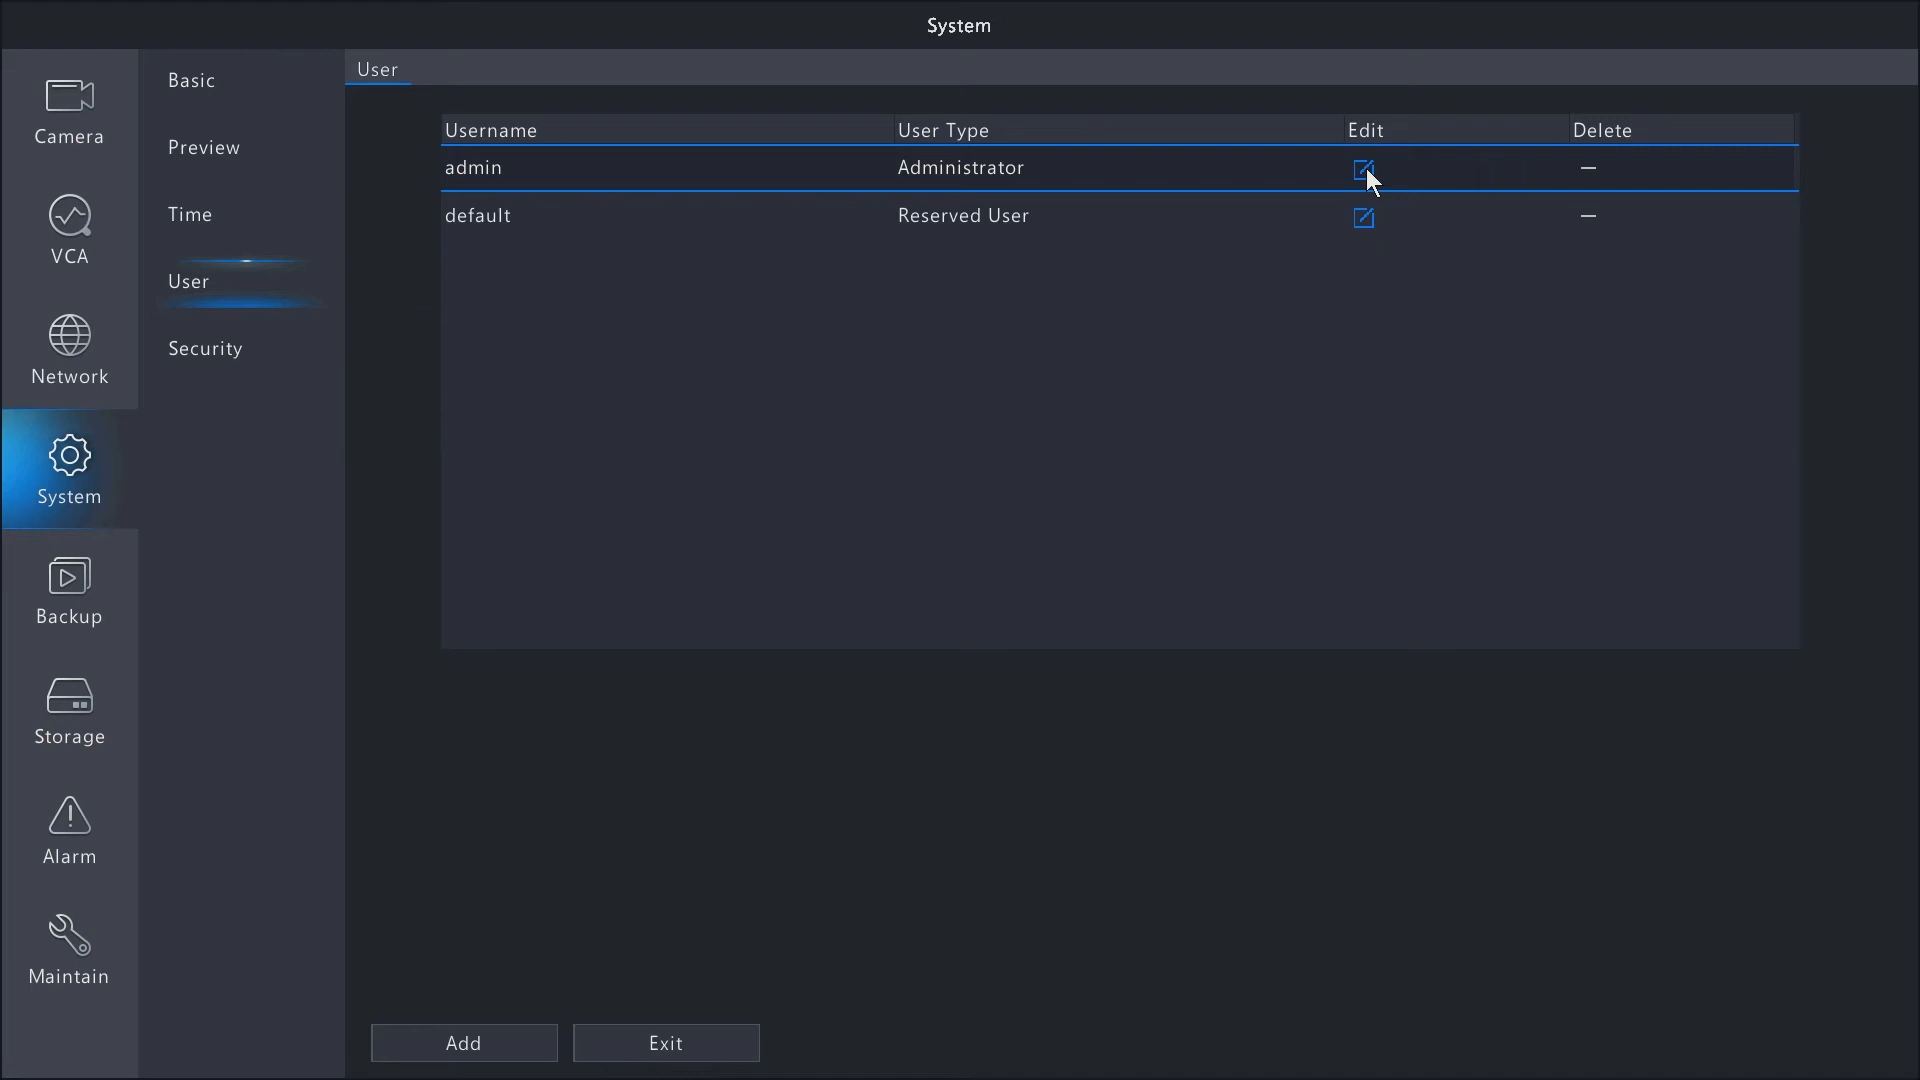 System
Camera
VCA
Network
System
Backup
Storage
Alarm
Maintain
Basic
Preview
Time
User
Security
User
Username User Type Edit Delete
admin Administrator —
default Reserved User —
Add Exit